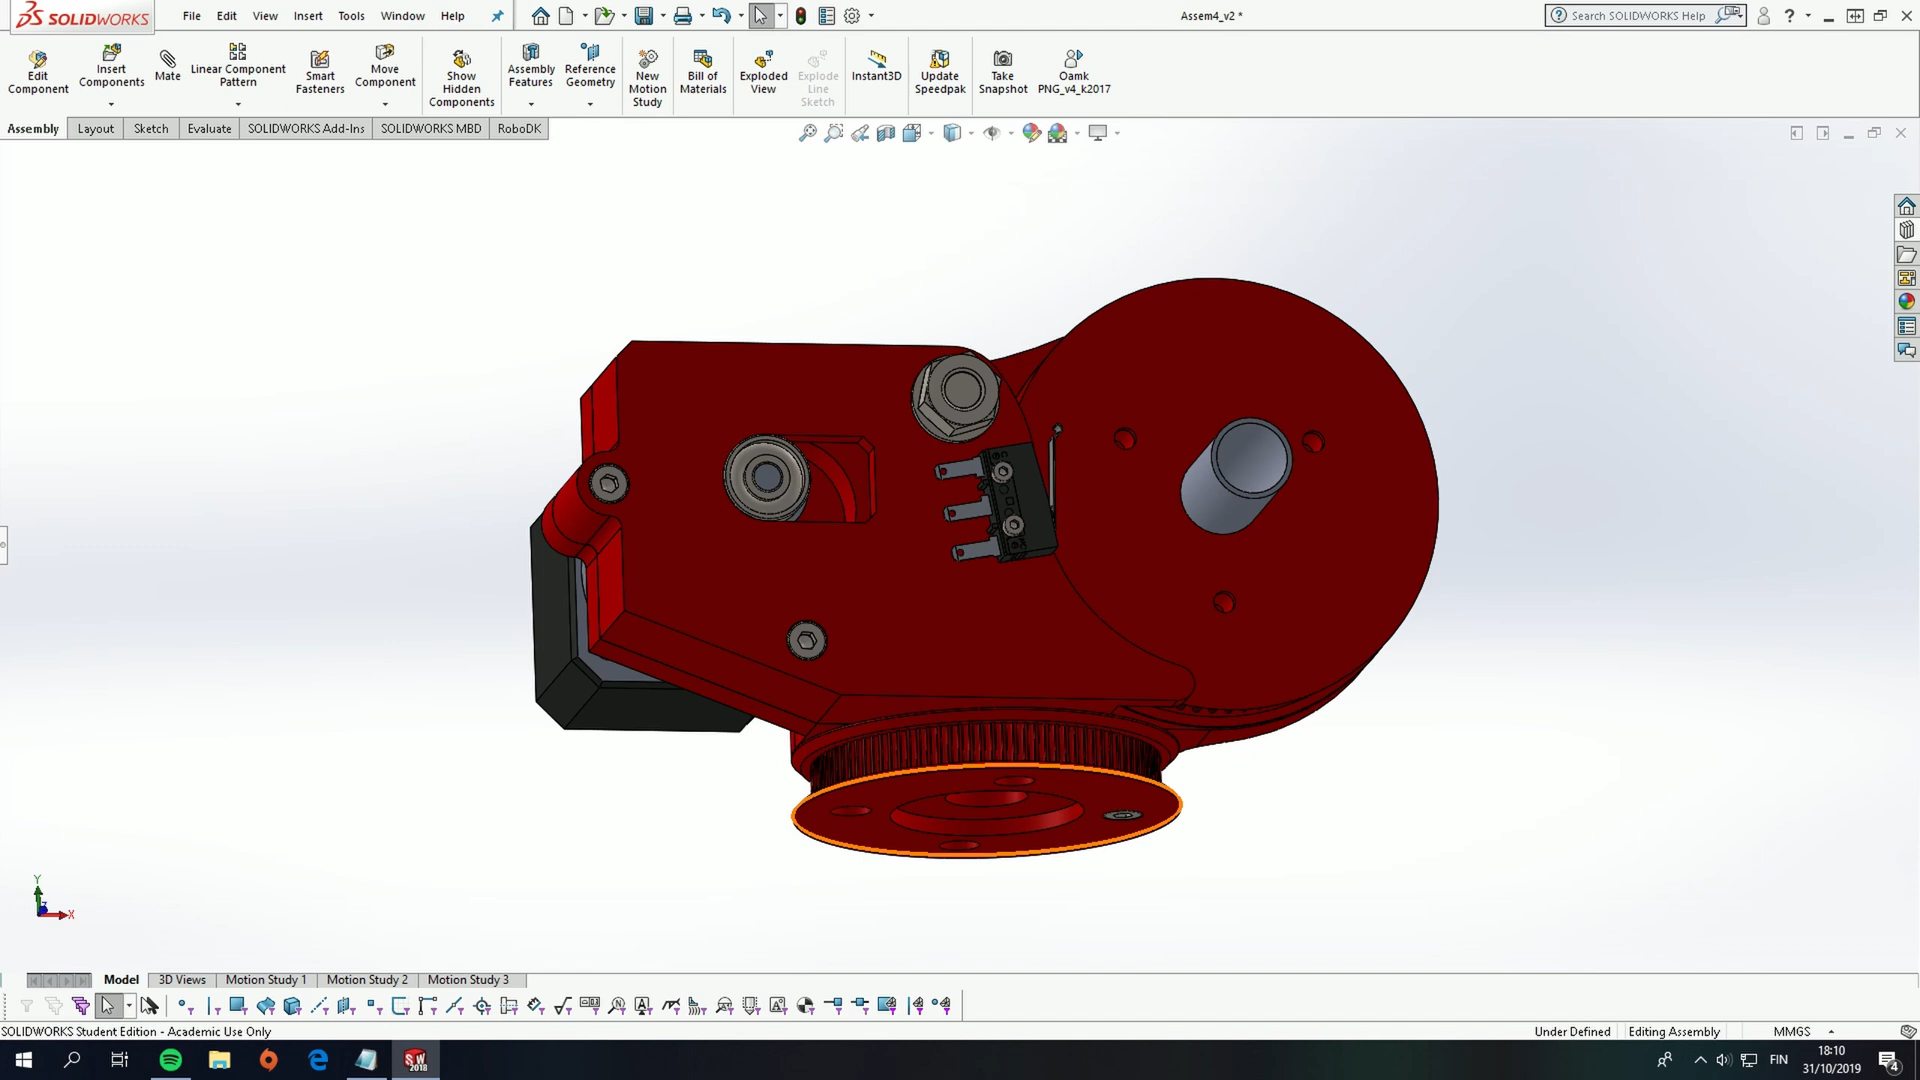 SOLIDWORKS File Edit View Insert Tools Window Help Assem4_v2 * Search SOLIDWORKS Help ?
Edit Component
Insert Components
Mate
Linear Component Pattern
Smart Fasteners
Move Component
Show Hidden Components
Assembly Features
Reference Geometry
New Motion Study
Bill of Materials
Exploded View
Explode Line Sketch
Instant3D
Update Speedpak
Take Snapshot
Oamk PNG_v4_k2017
Assembly Layout Sketch Evaluate SOLIDWORKS Add-Ins SOLIDWORKS MBD RoboDK
Y
Z
X
Model 3D Views Motion Study 1 Motion Study 2 Motion Study 3
SOLIDWORKS Student Edition - Academic Use Only Under Defined Editing Assembly MMGS
SW 2018
FIN
18:10
31/10/2019
4